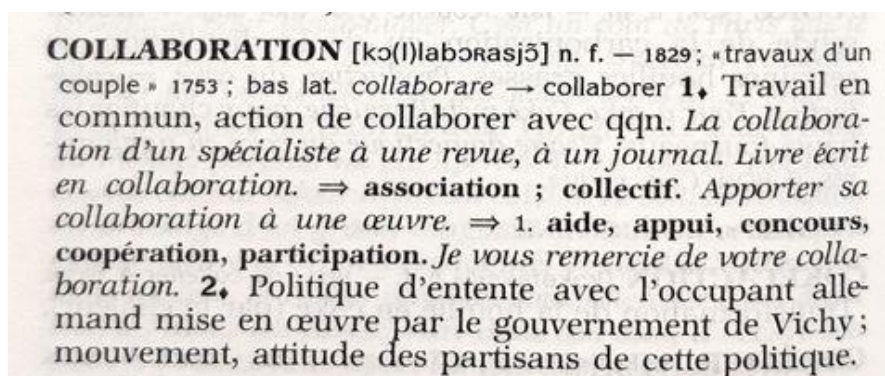 COLLABORATION [kɔ(l)labɔʀasjɔ̃] n. f. — 1829 ; « travaux d'un
couple » 1753 ; bas lat. collaborare → collaborer 1♦ Travail en
commun, action de collaborer avec qqn. La collabora-
tion d'un spécialiste à une revue, à un journal. Livre écrit
en collaboration. ⇒ association ; collectif. Apporter sa
collaboration à une œuvre. ⇒ 1. aide, appui, concours,
coopération, participation. Je vous remercie de votre colla-
boration. 2♦ Politique d'entente avec l'occupant alle-
mand mise en œuvre par le gouvernement de Vichy ;
mouvement, attitude des partisans de cette politique.